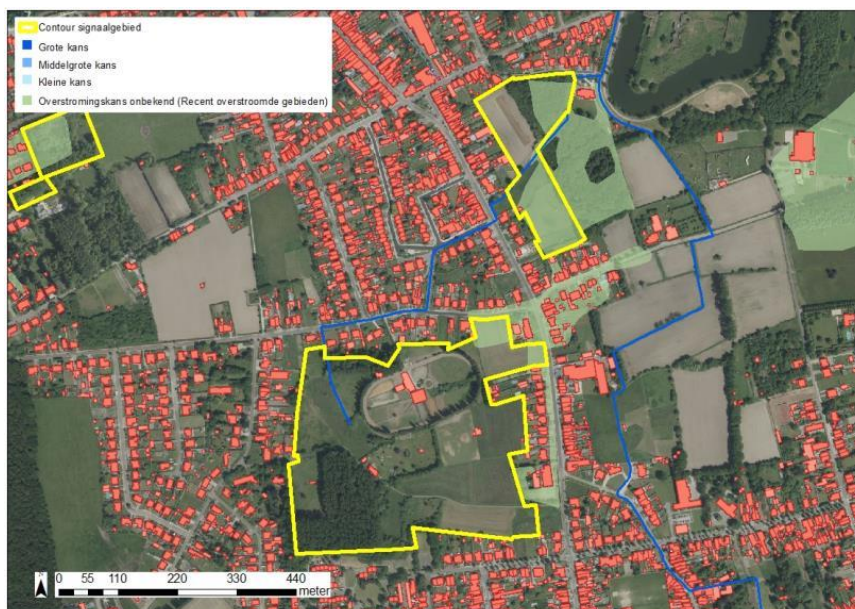 Contour signaalgebied
Grote kans
Middelgrote kans
Kleine kans
Overstromingskans onbekend (Recent overstroomde gebieden)
0 55 110 220 330 440
meter